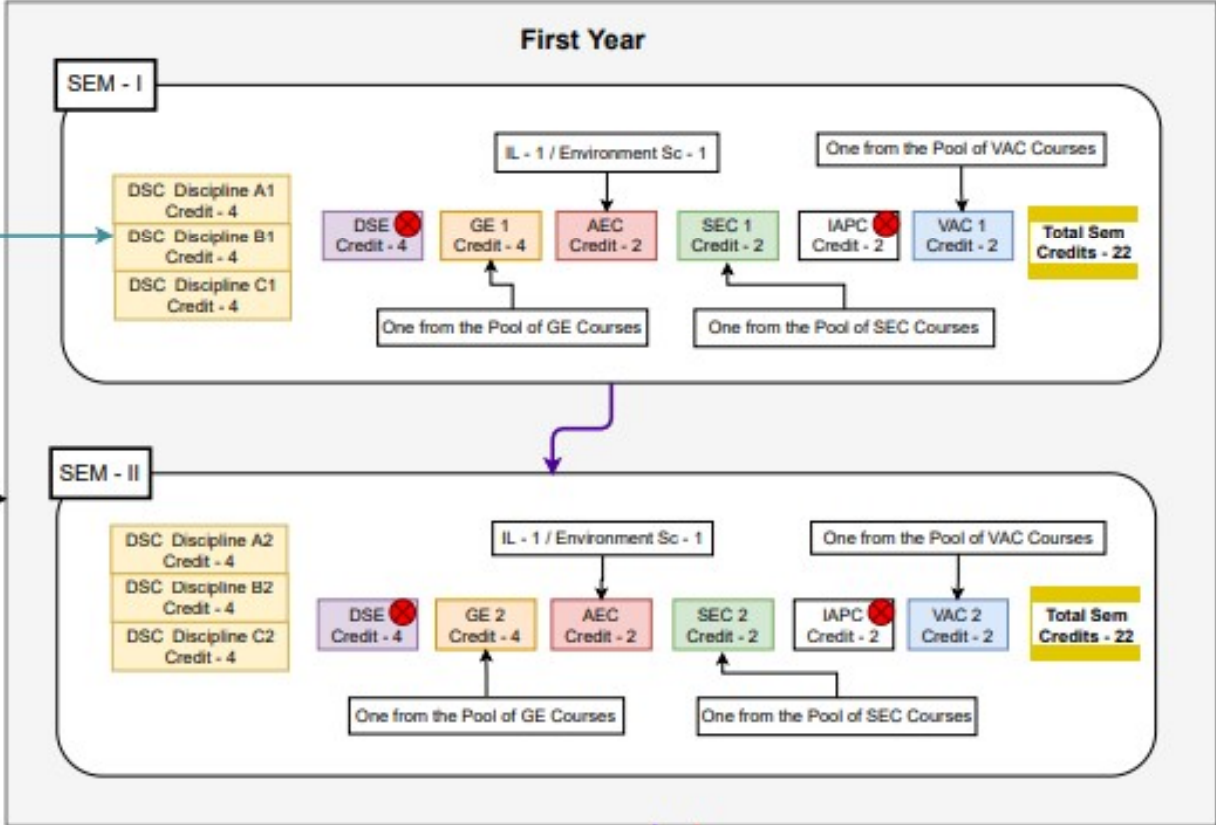 First Year
SEM - I
IL - 1 / Environment Sc - 1
One from the Pool of VAC Courses
DSC Discipline A1
Credit - 4
DSC Discipline B1
Credit - 4
DSC Discipline C1
Credit - 4
DSE
Credit - 4
GE 1
Credit - 4
AEC
Credit - 2
SEC 1
Credit - 2
IAPC
Credit - 2
VAC 1
Credit - 2
Total Sem
Credits - 22
One from the Pool of GE Courses
One from the Pool of SEC Courses
SEM - II
IL - 1 / Environment Sc - 1
One from the Pool of VAC Courses
DSC Discipline A2
Credit - 4
DSC Discipline B2
Credit - 4
DSC Discipline C2
Credit - 4
DSE
Credit - 4
GE 2
Credit - 4
AEC
Credit - 2
SEC 2
Credit - 2
IAPC
Credit - 2
VAC 2
Credit - 2
Total Sem
Credits - 22
One from the Pool of GE Courses
One from the Pool of SEC Courses